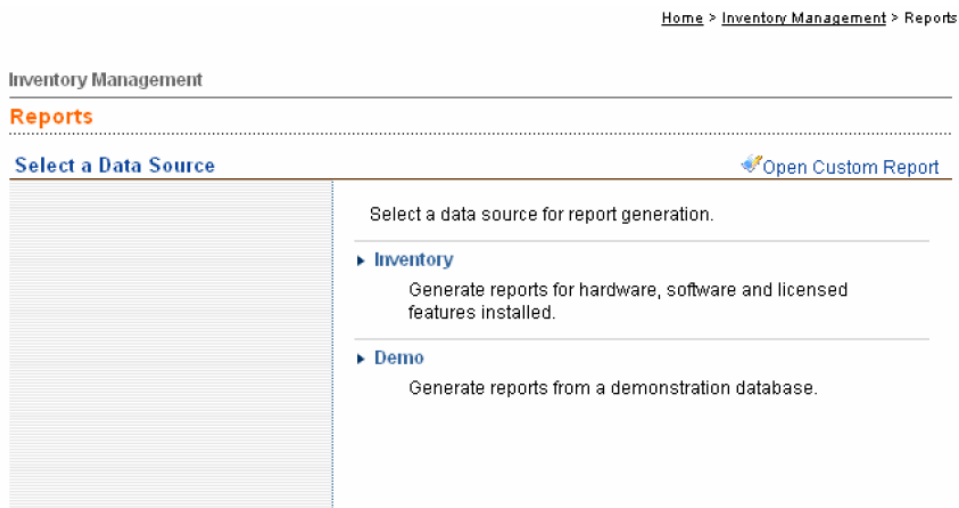 Home > Inventory Management > Reports
Inventory Management
Reports
Select a Data Source
Open Custom Report
Select a data source for report generation.
Inventory
Generate reports for hardware, software and licensed
features installed.
Demo
Generate reports from a demonstration database.